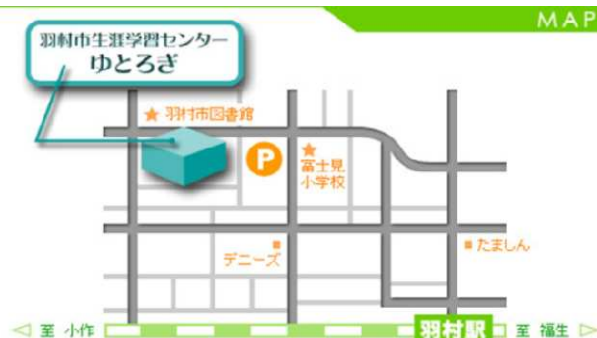 MAP
羽村市生涯学習センター
ゆとろぎ
★ 羽村市図書館
P
★
富士見
小学校
デニーズ
たましん
至 小作
羽村駅
至 福生